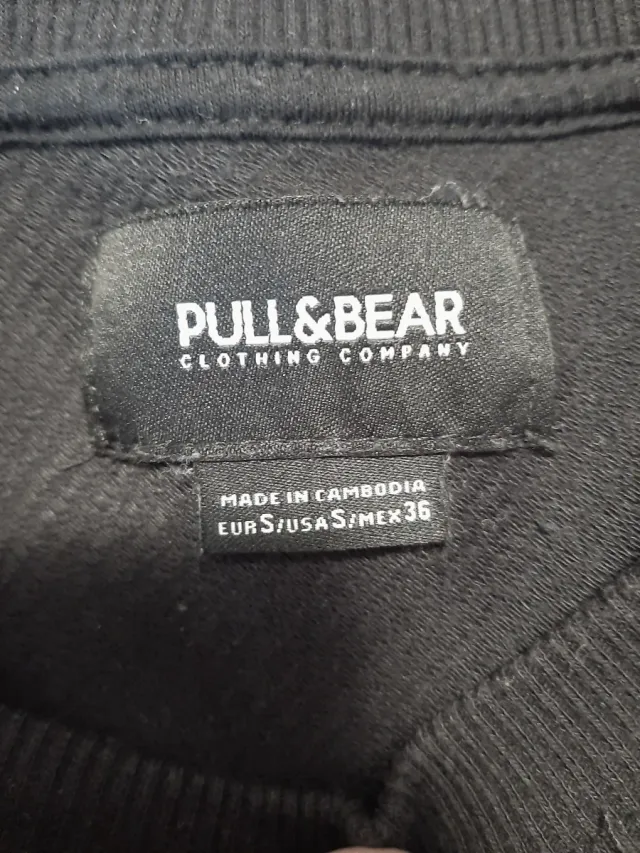 PULL&BEAR
CLOTHING COMPANY
MADE IN CAMBODIA
EUR S/USA S/MEX 36